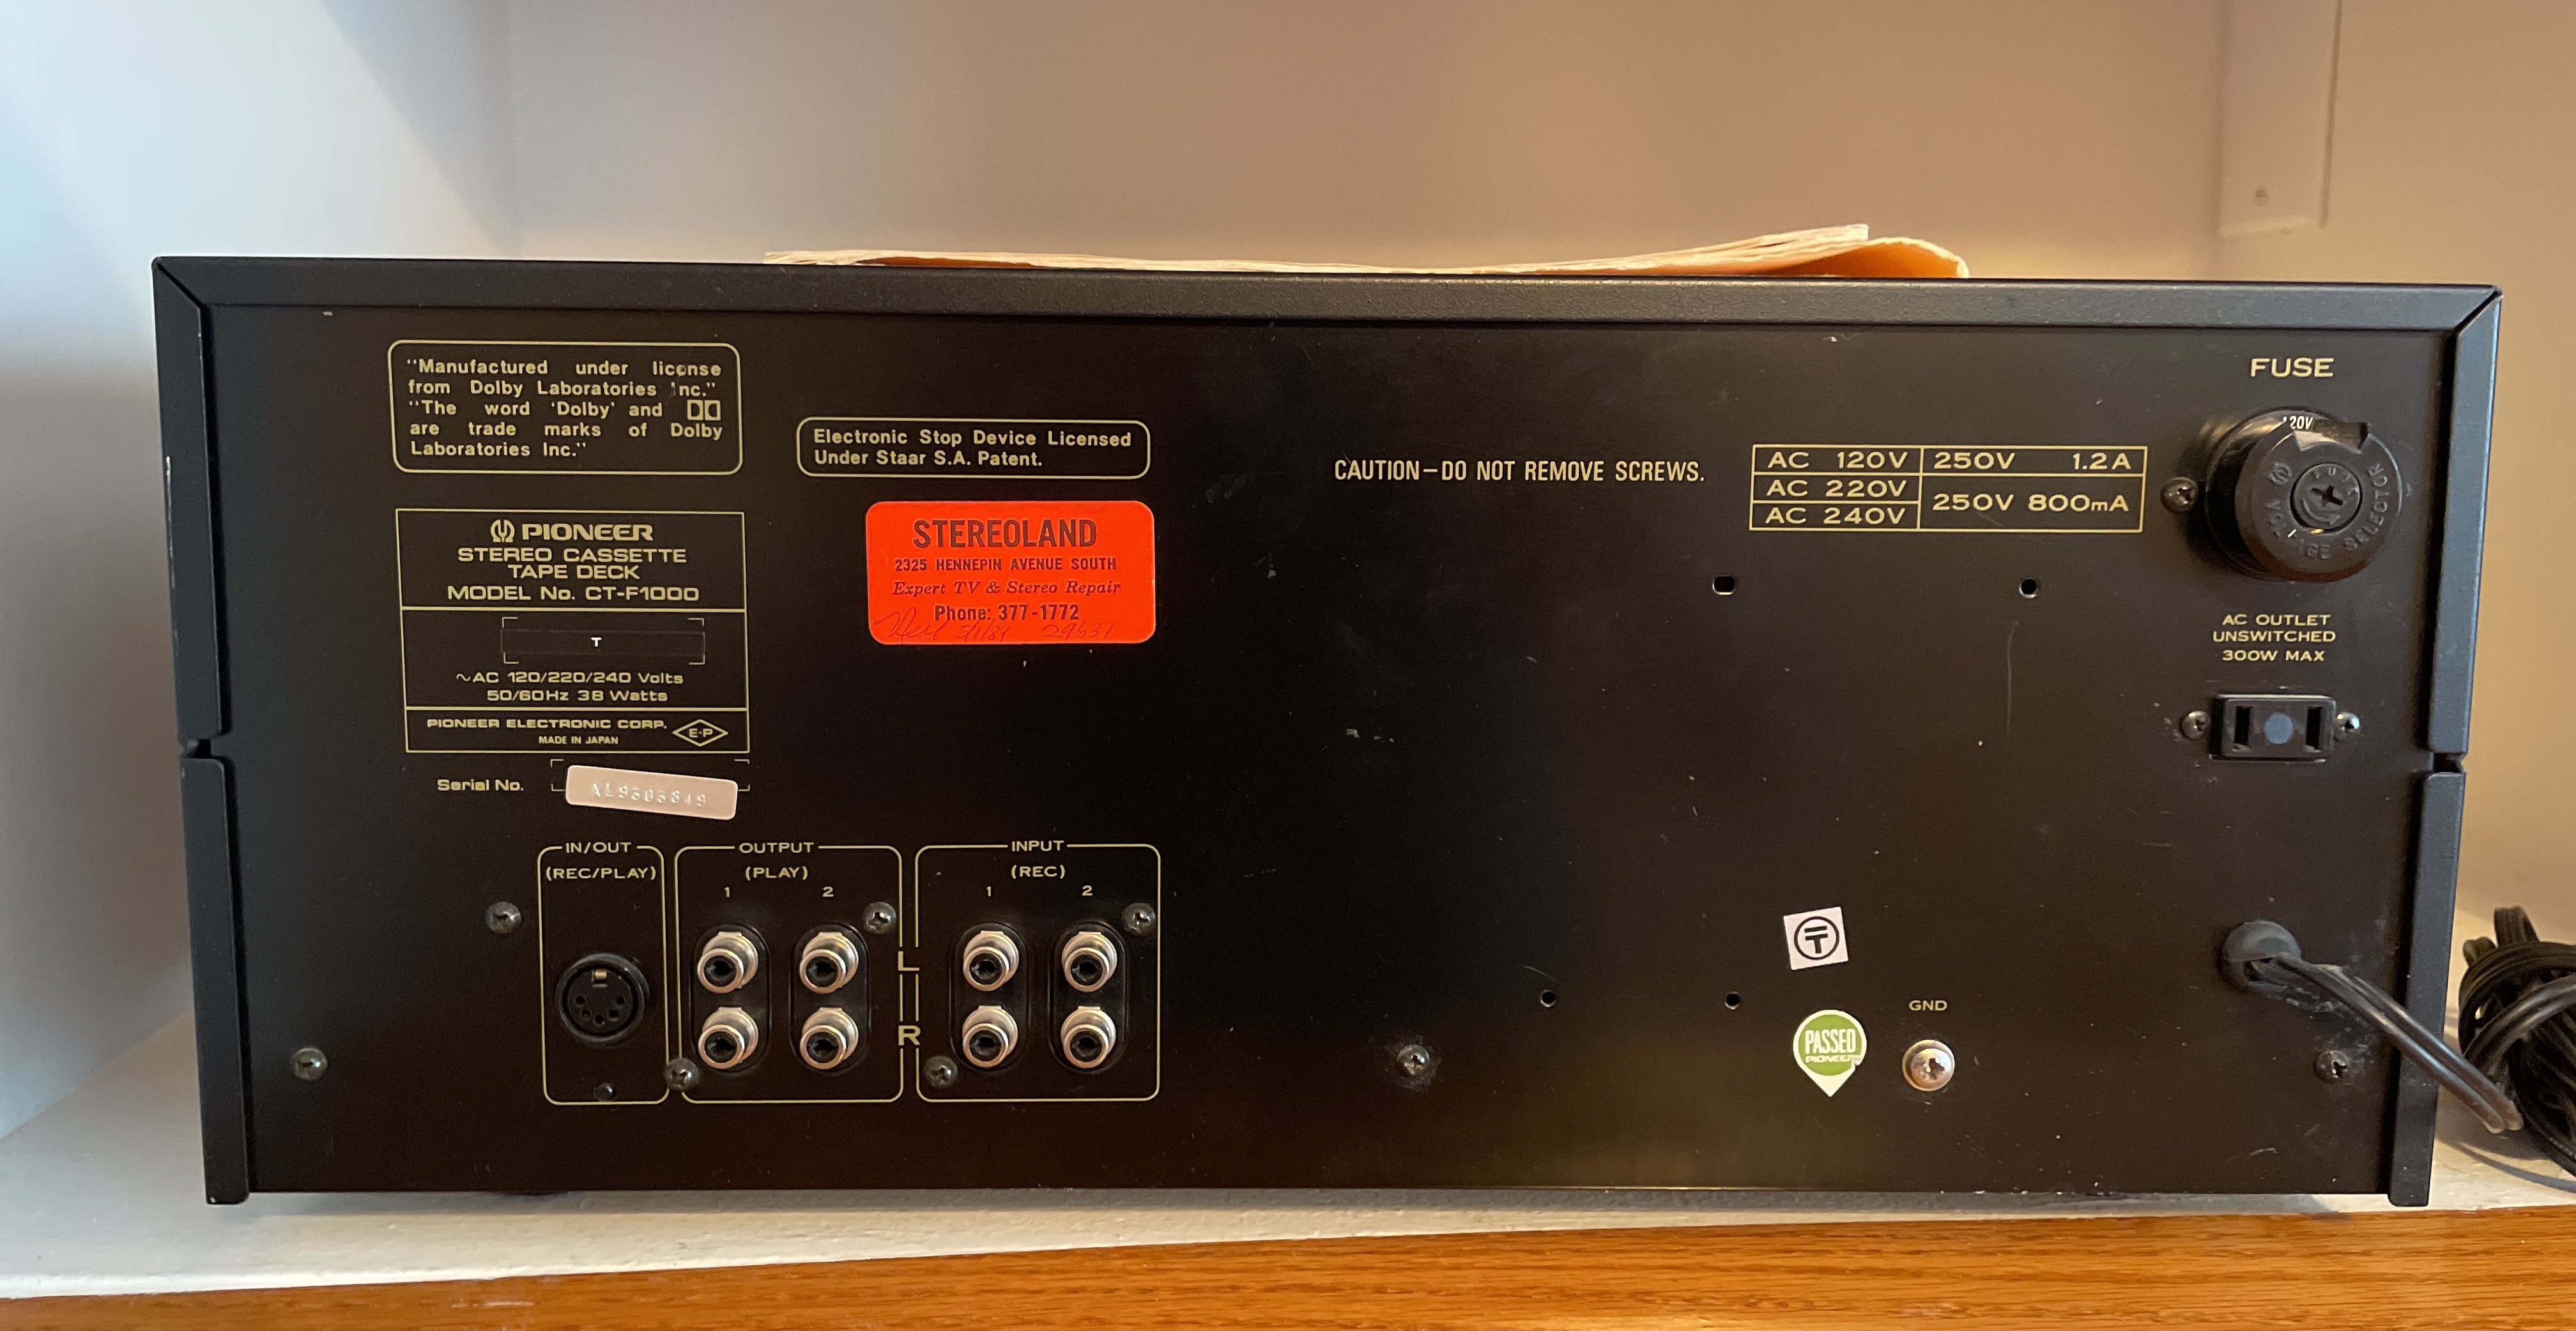 "Manufactured under license
from Dolby Laboratories Inc."
"The word 'Dolby' and
are trade marks of Dolby
Laboratories Inc."
Electronic Stop Device Licensed
Under Staar S.A. Patent.
PIONEER
STEREO CASSETTE
TAPE DECK
MODEL No. CT-F1000
T
~AC 120/220/240 Volts
50/60Hz 38 Watts
PIONEER ELECTRONIC CORP.
MADE IN JAPAN
E-P
Serial No.
STEREOLAND
2325 HENNEPIN AVENUE SOUTH
Expert TV & Stereo Repair
Phone: 377-1772
CAUTION—DO NOT REMOVE SCREWS.
AC 120V 250V 1.2A
AC 220V
AC 240V
250V 800mA
FUSE
120V
FUSE
VOLTAGE SELECTOR
AC OUTLET
UNSWITCHED
300W MAX
IN/OUT
(REC/PLAY)
OUTPUT
(PLAY)
1 2
INPUT
(REC)
1 2
L
R
PASSED
PIONEER
GND